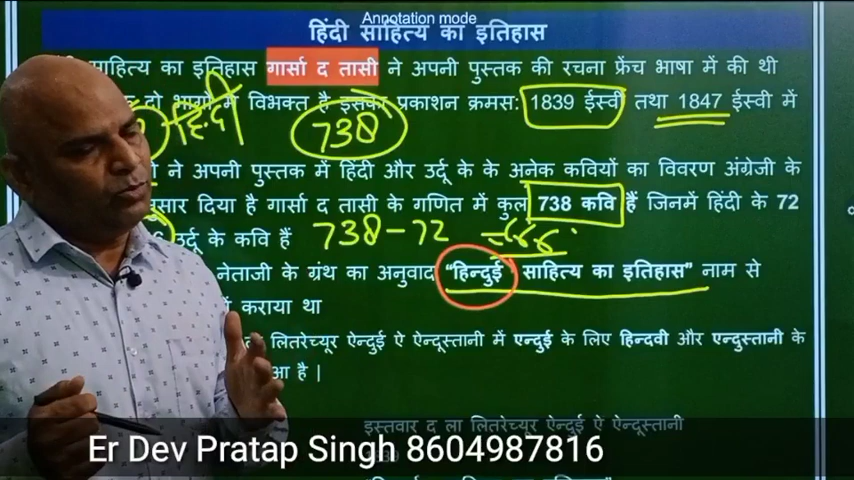 Annotation mode
हिंदी साहित्य का इतिहास
साहित्य का इतिहास गार्सा द तासी ने अपनी पुस्तक की रचना फ्रेंच भाषा में की थी
दो भागों में विभक्त है इसका प्रकाशन क्रमस: 1839 ईस्वी तथा 1847 ईस्वी में
हिंदी 738
ने अपनी पुस्तक में हिंदी और उर्दू के के अनेक कवियों का विवरण अंग्रेजी के
दिया है गार्सा द तासी के गणित में कुल 738 कवि हैं जिनमें हिंदी के 72
उर्दू के कवि हैं 738-72 =666
नेताजी के ग्रंथ का अनुवाद "हिन्दुई साहित्य का इतिहास" नाम से
कराया था
लितरेच्यूर ऐन्दुई ऐ ऐन्दूस्तानी में एन्दुई के लिए हिन्दवी और एन्दुस्तानी के
है |
इस्तवार द ला लितरेच्यूर ऐन्दुई ऐ ऐन्दूस्तानी
Er Dev Pratap Singh 8604987816